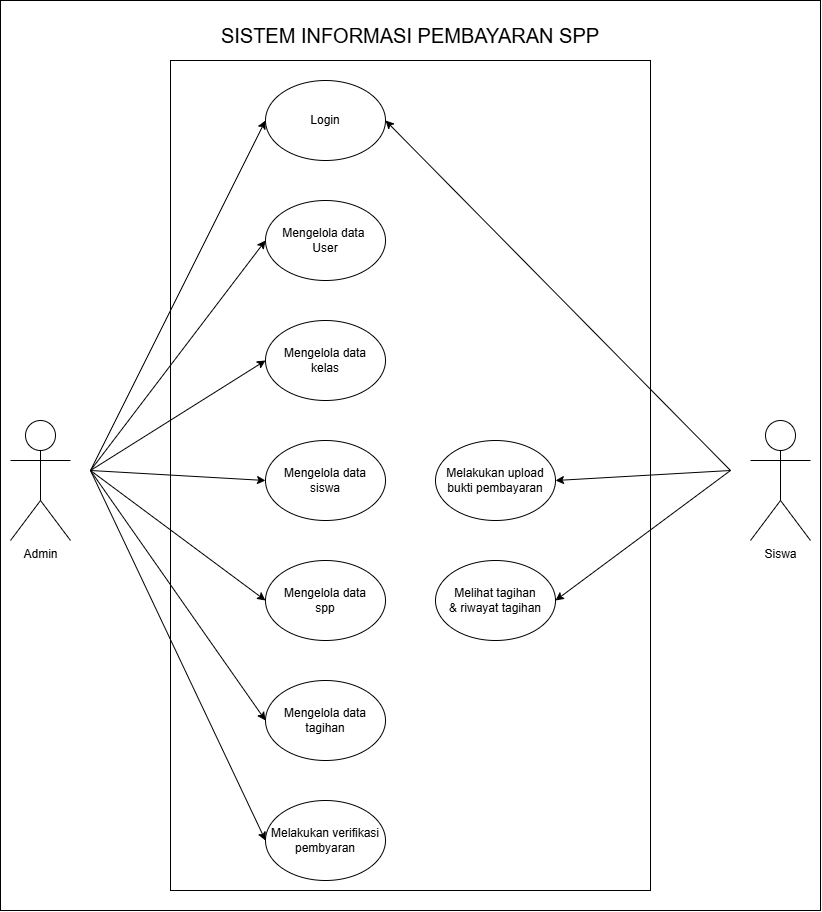 SISTEM INFORMASI PEMBAYARAN SPP
Login
Mengelola data
User
Mengelola data
kelas
Mengelola data
siswa
Melakukan upload
bukti pembayaran
Admin
Siswa
Mengelola data
spp
Melihat tagihan
& riwayat tagihan
Mengelola data
tagihan
Melakukan verifikasi
pembyaran